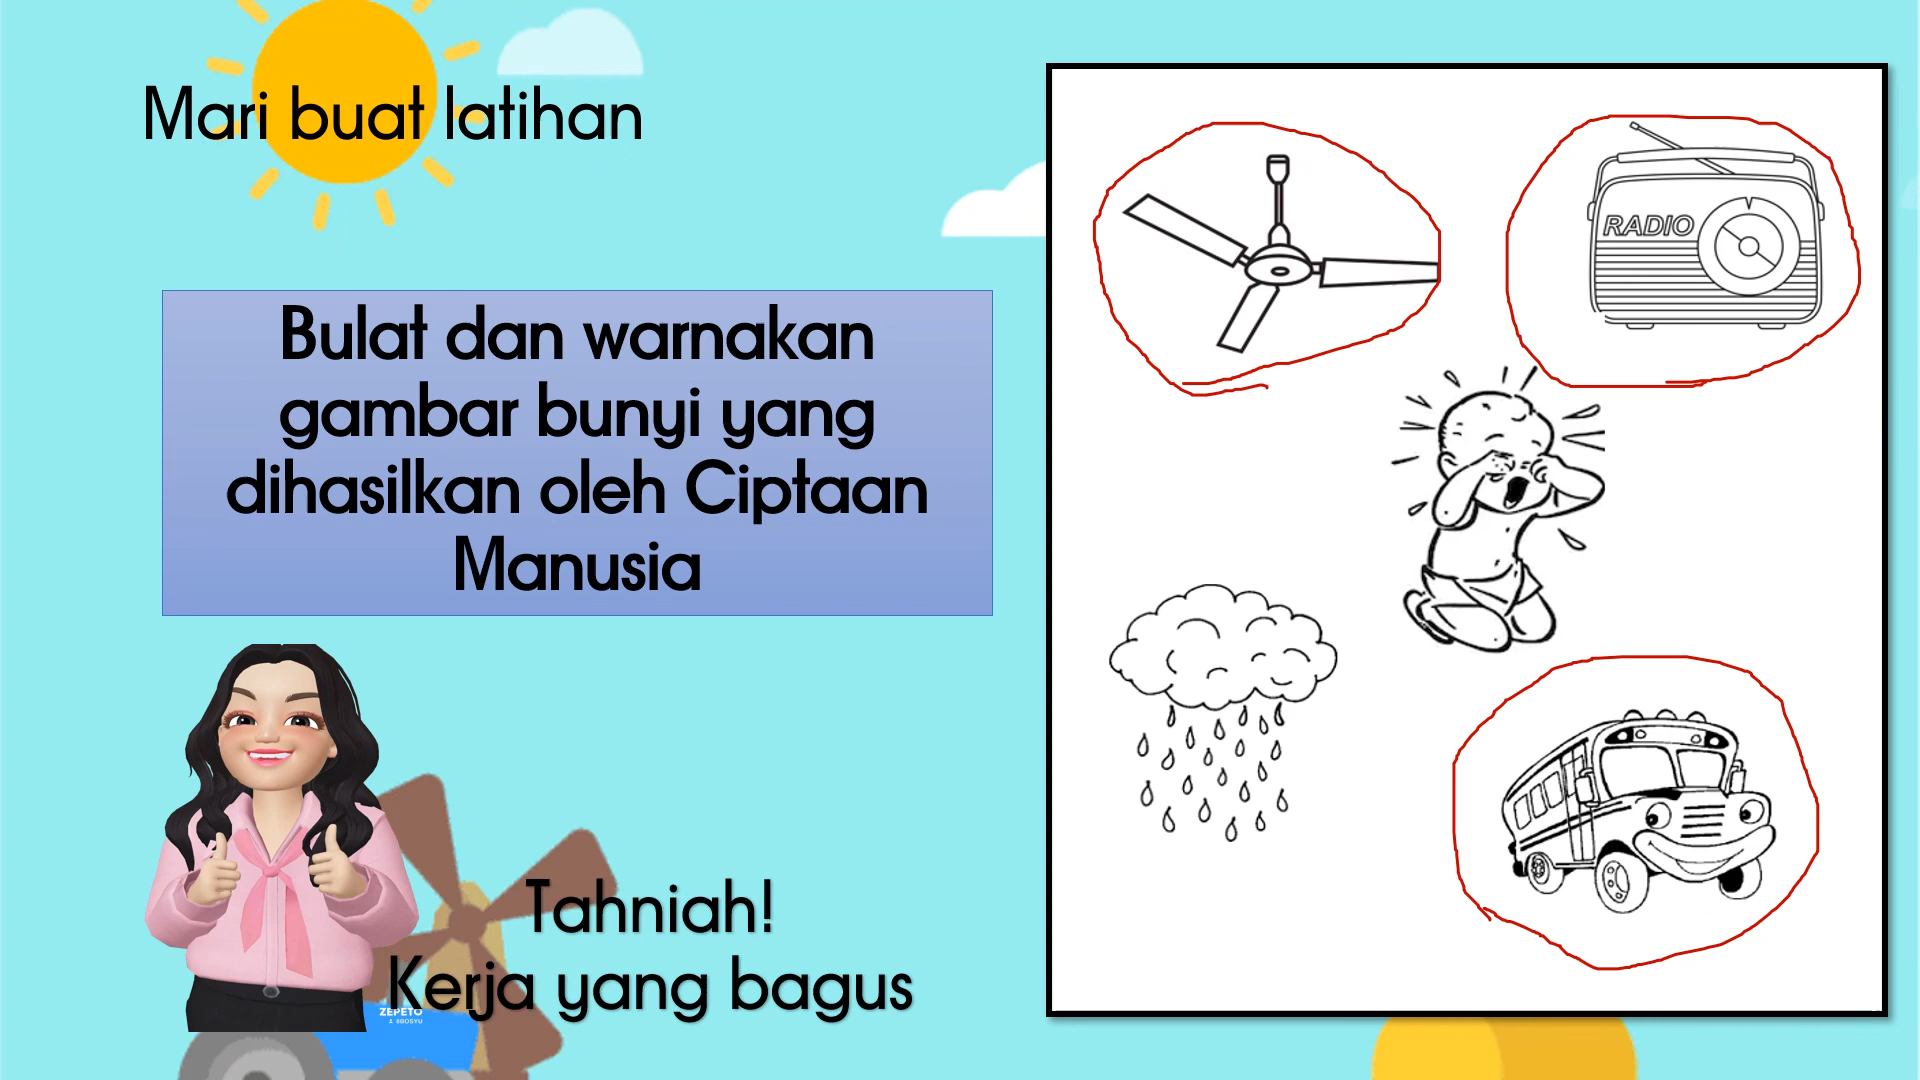 Mari buat latihan
Bulat dan warnakan
gambar bunyi yang
dihasilkan oleh Ciptaan
Manusia
RADIO
Tahniah!
Kerja yang bagus
ZEPETO